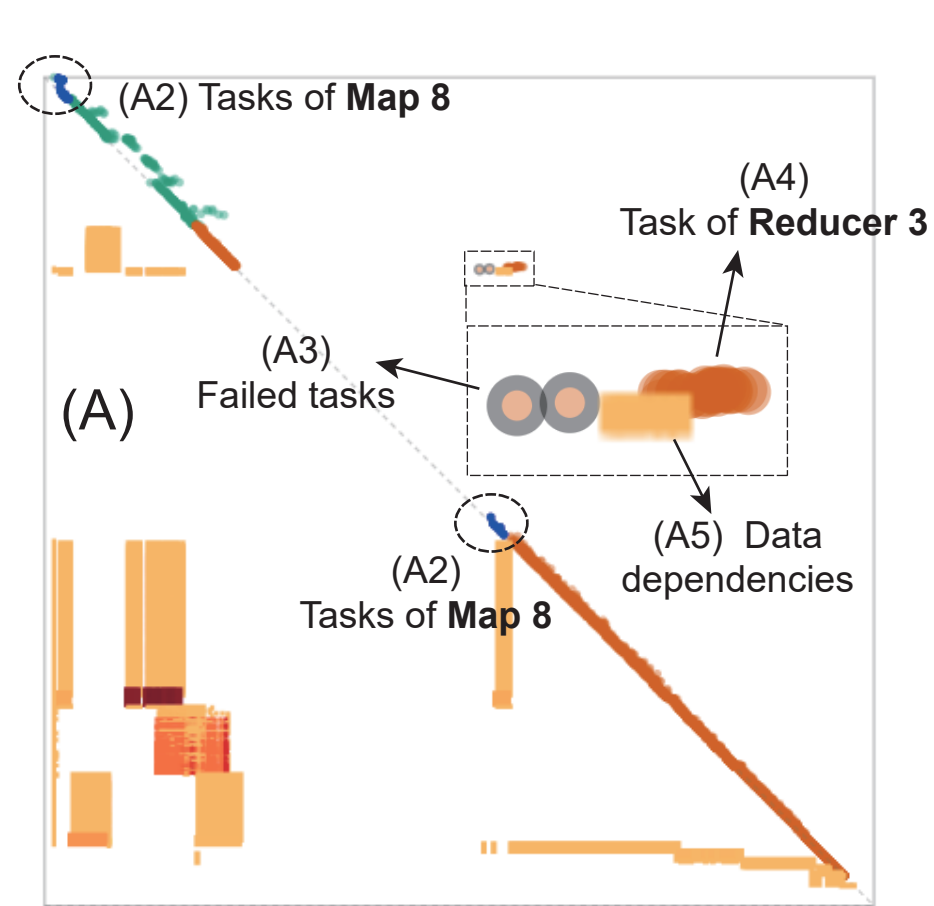 (A2) Tasks of Map 8
(A4)
Task of Reducer 3
(A3)
Failed tasks
(A)
(A5) Data
dependencies
(A2)
Tasks of Map 8